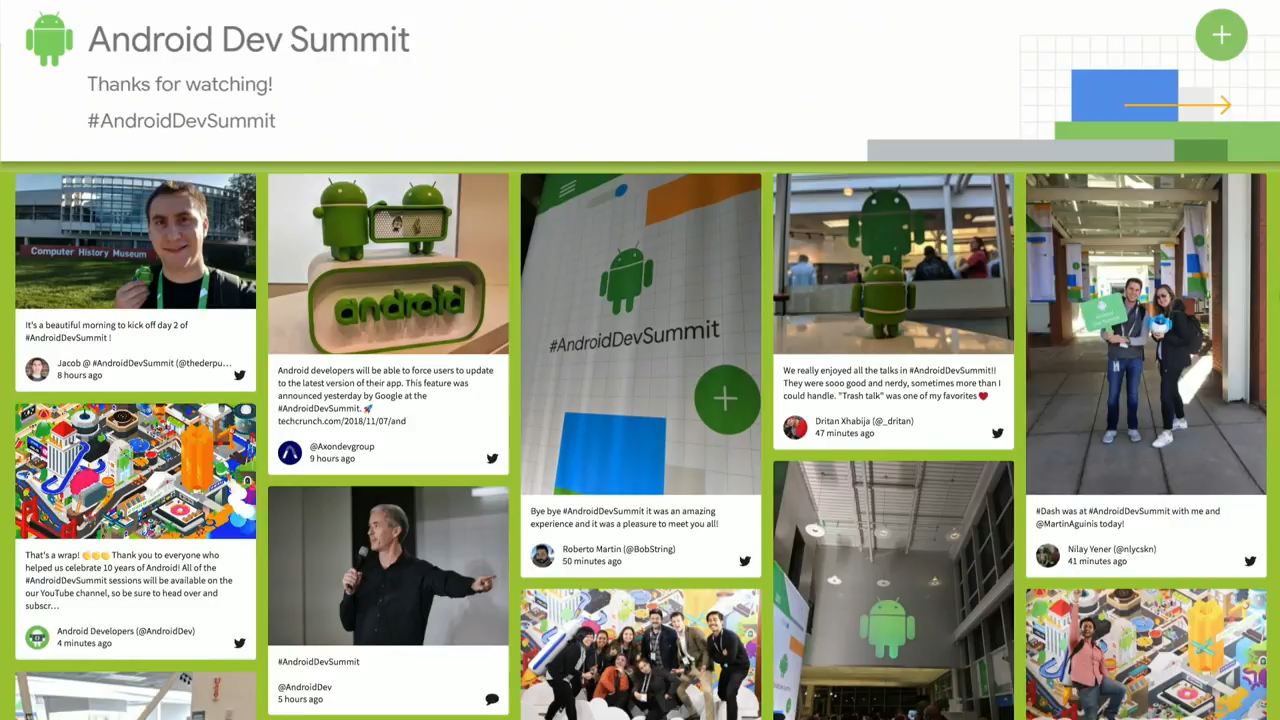 Android Dev Summit
Thanks for watching!
#AndroidDevSummit
Computer History Museum
It's a beautiful morning to kick off day 2 of
#AndroidDevSummit !
Jacob @ #AndroidDevSummit (@thederpu...
8 hours ago
That's a wrap! 👏👏👏 Thank you to everyone who
helped us celebrate 10 years of Android! All of the
#AndroidDevSummit sessions will be available on
the our YouTube channel, so be sure to head over and
subscr...
Android Developers (@AndroidDev)
4 minutes ago
android
Android developers will be able to force users to update
to the latest version of their app. This feature was
announced yesterday by Google at the
#AndroidDevSummit. 🚀
techcrunch.com/2018/11/07/and
@Axondevgroup
9 hours ago
#AndroidDevSummit
@AndroidDev
5 hours ago
#AndroidDevSummit
Bye bye #AndroidDevSummit it was an amazing
experience and it was a pleasure to meet you all!
Roberto Martin (@BobString)
50 minutes ago
We really enjoyed all the talks in #AndroidDevSummit!!
They were sooo good and nerdy, sometimes more than I
could handle. "Trash talk" was one of my favorites ❤️
Dritan Xhabija (@_dritan)
47 minutes ago
#Dash was at #AndroidDevSummit with me and
@MartinAguinis today!
Nilay Yener (@nlycskn)
41 minutes ago